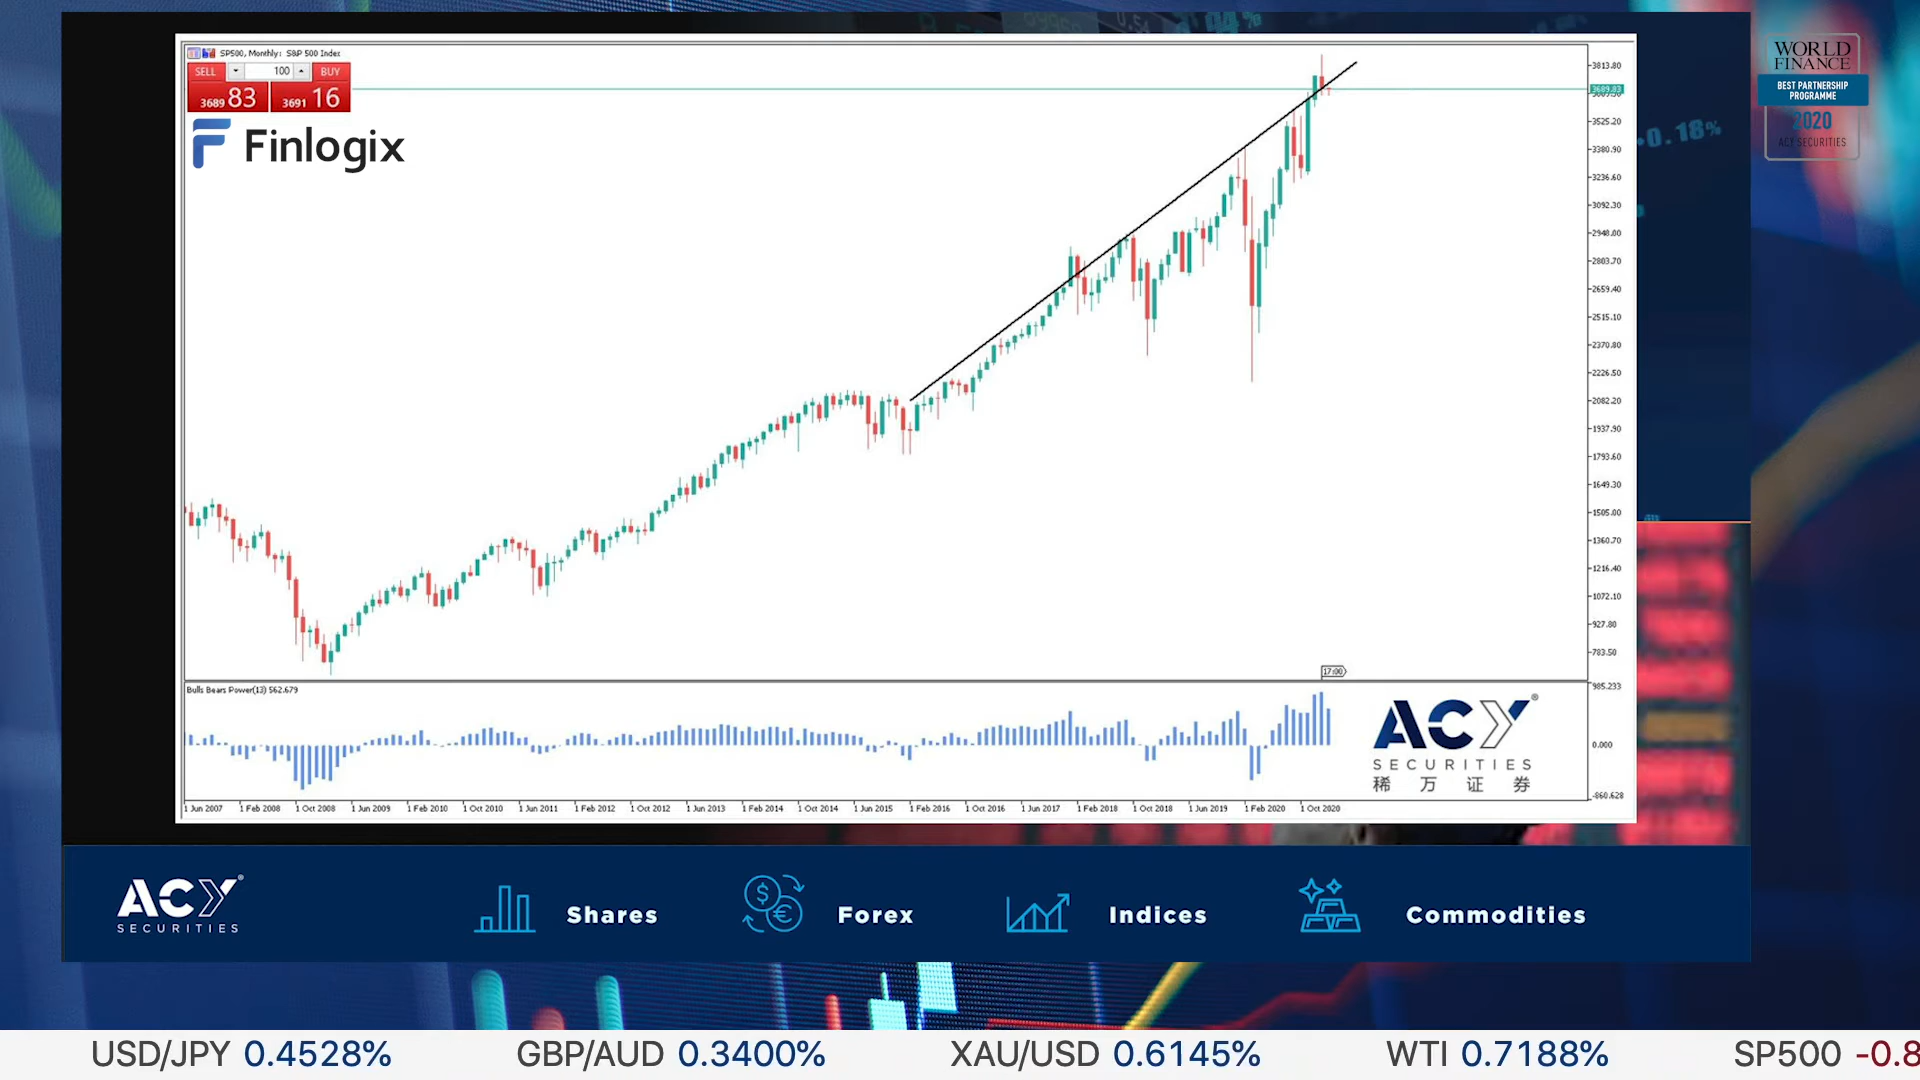 SP500, Monthly: S&P 500 Index
SELL 100 BUY
3689 83 3691 16
Finlogix
3813.80
3689.83
3525.20
3380.90
3236.60
3092.30
2948.00
2803.70
2659.40
2515.10
2370.80
2226.50
2082.20
1937.90
1793.60
1649.30
1505.00
1360.70
1216.40
1072.10
927.80
783.50
17:00
Bulls Bears Power(13) 562.679
985.233
0.000
-860.628
ACY®
SECURITIES
稀万证券
1 Jun 2007 1 Feb 2008 1 Oct 2008 1 Jun 2009 1 Feb 2010 1 Oct 2010 1 Jun 2011 1 Feb 2012 1 Oct 2012 1 Jun 2013 1 Feb 2014 1 Oct 2014 1 Jun 2015 1 Feb 2016 1 Oct 2016 1 Jun 2017 1 Feb 2018 1 Oct 2018 1 Jun 2019 1 Feb 2020 1 Oct 2020
WORLD
FINANCE
BEST PARTNERSHIP
PROGRAMME
2020
ACY SECURITIES
0.18%
ACY®
SECURITIES
Shares Forex Indices Commodities
USD/JPY 0.4528% GBP/AUD 0.3400% XAU/USD 0.6145% WTI 0.7188% SP500 -0.8